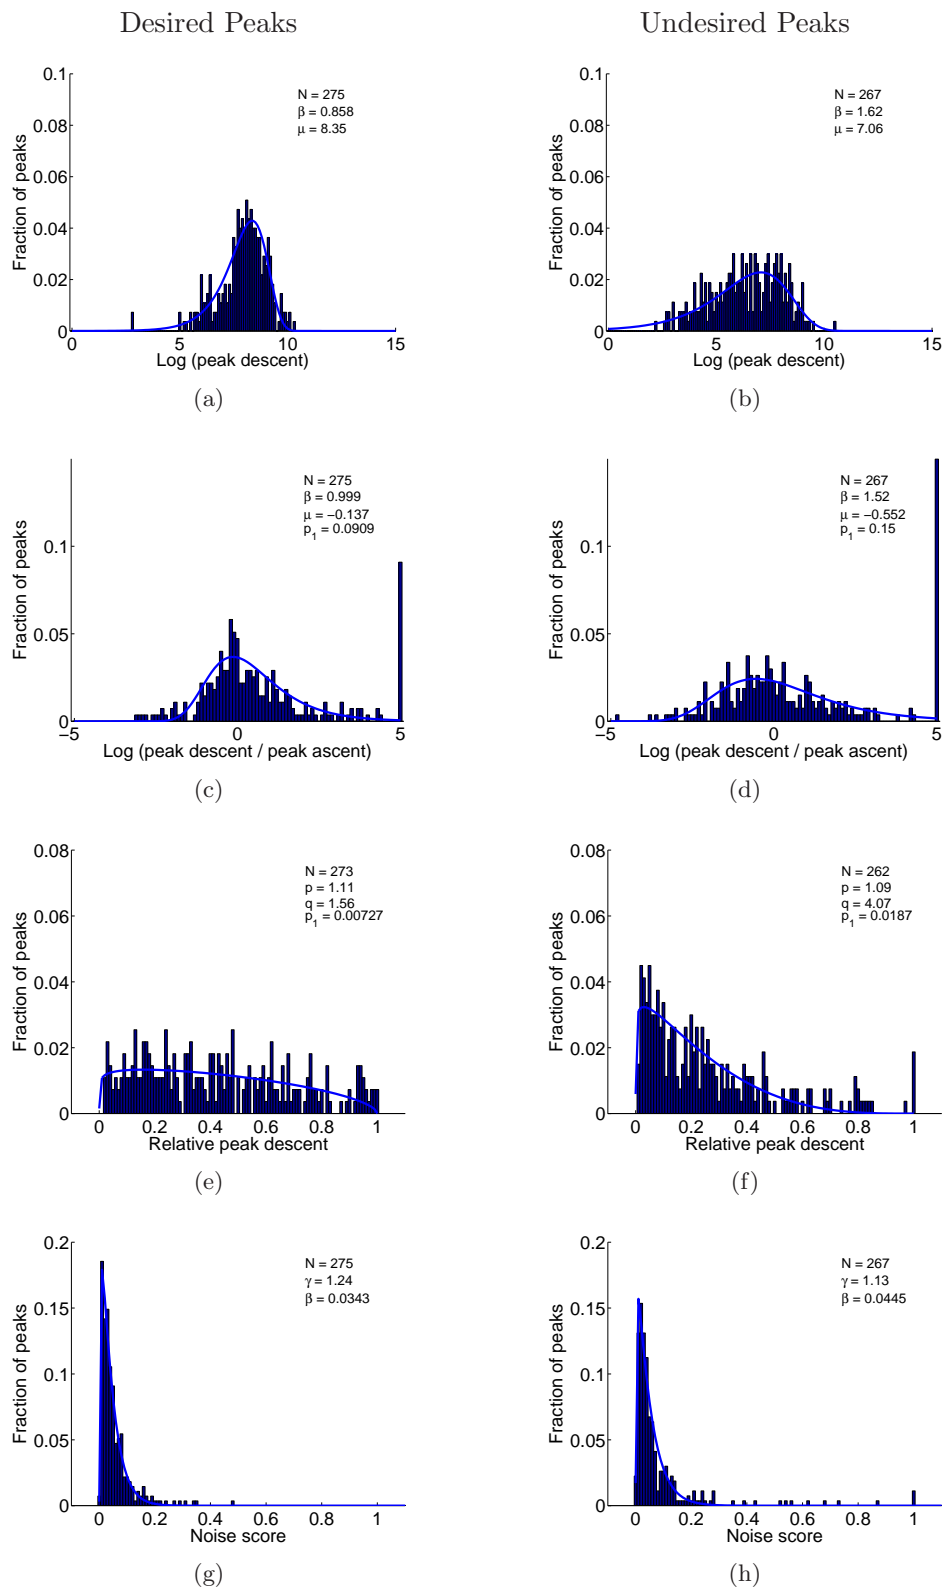 Desired Peaks
Undesired Peaks
0.1
0.08
0.06
0.04
0.02
0
Fraction of peaks
N = 275
β = 0.858
μ = 8.35
0 5 10 15
Log (peak descent)
(a)
0.1
0.08
0.06
0.04
0.02
0
Fraction of peaks
N = 267
β = 1.62
μ = 7.06
0 5 10 15
Log (peak descent)
(b)
0.1
0.05
0
Fraction of peaks
N = 275
β = 0.999
μ = −0.137
p1 = 0.0909
−5 0 5
Log (peak descent / peak ascent)
(c)
0.1
0.05
0
Fraction of peaks
N = 267
β = 1.52
μ = −0.552
p1 = 0.15
−5 0 5
Log (peak descent / peak ascent)
(d)
0.08
0.06
0.04
0.02
0
Fraction of peaks
N = 273
p = 1.11
q = 1.56
p1 = 0.00727
0 0.2 0.4 0.6 0.8 1
Relative peak descent
(e)
0.08
0.06
0.04
0.02
0
Fraction of peaks
N = 262
p = 1.09
q = 4.07
p1 = 0.0187
0 0.2 0.4 0.6 0.8 1
Relative peak descent
(f)
0.2
0.15
0.1
0.05
0
Fraction of peaks
N = 275
γ = 1.24
β = 0.0343
0 0.2 0.4 0.6 0.8 1
Noise score
(g)
0.2
0.15
0.1
0.05
0
Fraction of peaks
N = 267
γ = 1.13
β = 0.0445
0 0.2 0.4 0.6 0.8 1
Noise score
(h)